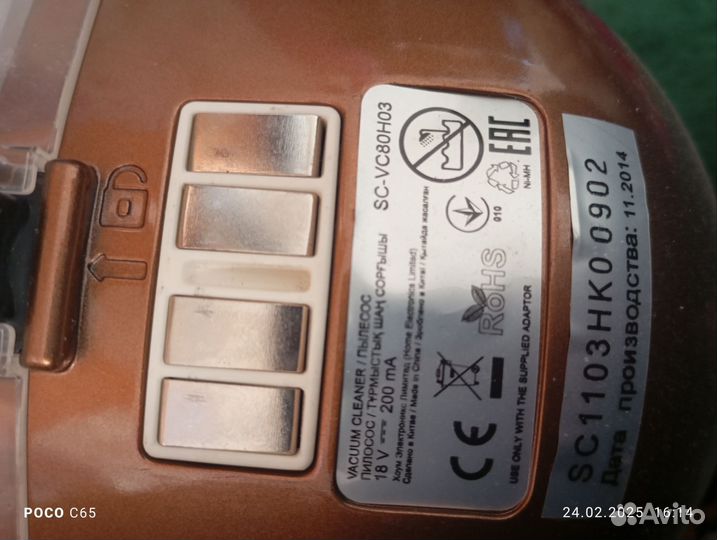 VACUUM CLEANER / ПЫЛЕСОС
ПИЛОСОС / ТҰРМЫСТЫҚ ШАҢ СОРҒЫШЫ
SC-VC80H03
18 V 200 mA
Хоум Электроникс Лимитед (Home Electronics Limited)
Сделано в Китае / Made in China / Зроблено в Китаї / Қытайда жасалған
010
Ni-MH
EAC
CE
RoHS
USE ONLY WITH THE SUPPLIED ADAPTOR
SC1103HK00902
Дата производства: 11.2014
POCO C65
24.02.2025 16:14
Avito